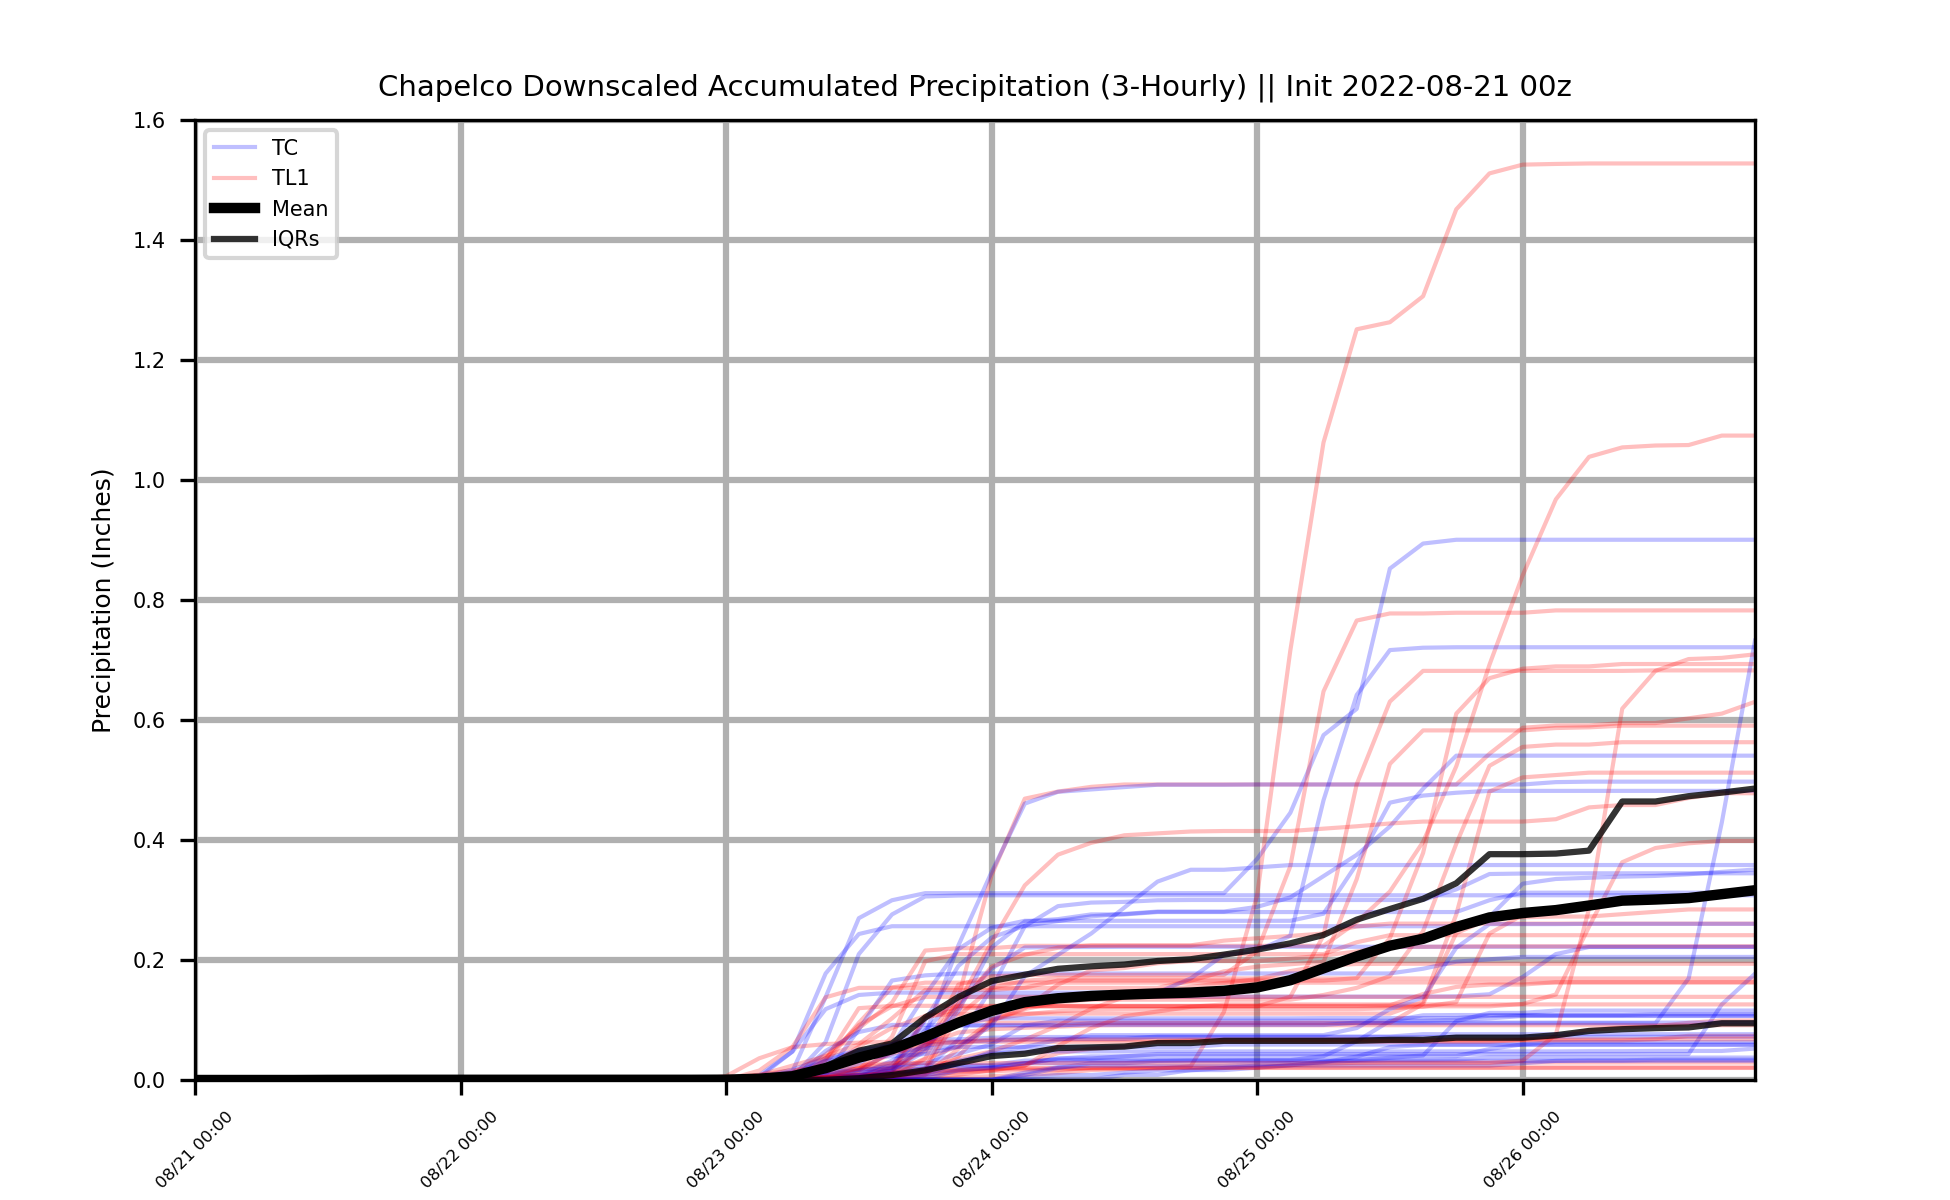 Chapelco Downscaled Accumulated Precipitation (3-Hourly) || Init 2022-08-21 00z
TC
TL1
Mean
IQRs
Precipitation (Inches)
1.6
1.4
1.2
1.0
0.8
0.6
0.4
0.2
0.0
08/21 00:00
08/22 00:00
08/23 00:00
08/24 00:00
08/25 00:00
08/26 00:00